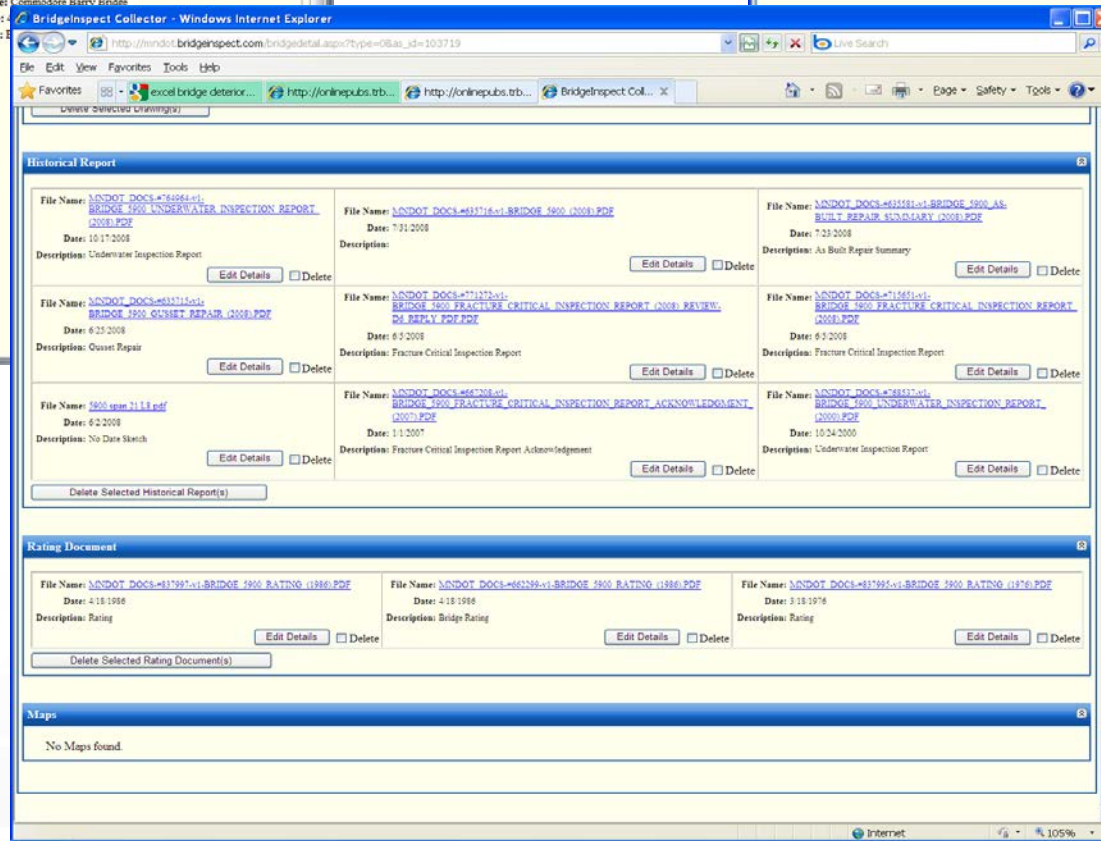 e: Commodore Barry Bridge
BridgeInspect Collector - Windows Internet Explorer
http://mndot.bridgeinspect.com/bridgedetail.aspx?type=0&as_id=103719
Live Search
File Edit View Favorites Tools Help
Favorites excel bridge deterior... http://onlinepubs.trb... http://onlinepubs.trb... BridgeInspect Col... X Page Safety Tools
Delete Selected Drawing(s)
Historical Report
File Name: MNDOT_DOCS-#764964-v1-
BRIDGE_5900_UNDERWATER_INSPECTION_REPORT_
(2008).PDF
Date: 10/17/2008
Description: Underwater Inspection Report
Edit Details Delete
File Name: MNDOT_DOCS-#635716-v1-BRIDGE_5900_(2008).PDF
Date: 7/31/2008
Description:
Edit Details Delete
File Name: MNDOT_DOCS-#635581-v1-BRIDGE_5900_AS-
BUILT_REPAIR_SUMMARY_(2008).PDF
Date: 7/23/2008
Description: As Built Repair Summary
Edit Details Delete
File Name: MNDOT_DOCS-#635715-v1-
BRIDGE_5900_GUSSET_REPAIR_(2008).PDF
Date: 6/25/2008
Description: Gusset Repair
Edit Details Delete
File Name: MNDOT_DOCS-#771272-v1-
BRIDGE_5900_FRACTURE_CRITICAL_INSPECTION_REPORT_(2008)_REVIEW-
D6_REPLY_PDF.PDF
Date: 6/5/2008
Description: Fracture Critical Inspection Report
Edit Details Delete
File Name: MNDOT_DOCS-#715651-v1-
BRIDGE_5900_FRACTURE_CRITICAL_INSPECTION_REPORT_
(2008).PDF
Date: 6/5/2008
Description: Fracture Critical Inspection Report
Edit Details Delete
File Name: 5900 span 21 L8.pdf
Date: 6/2/2008
Description: No Date Sketch
Edit Details Delete
File Name: MNDOT_DOCS-#667208-v1-
BRIDGE_5900_FRACTURE_CRITICAL_INSPECTION_REPORT_ACKNOWLEDGMENT_
(2007).PDF
Date: 1/1/2007
Description: Fracture Critical Inspection Report Acknowledgement
Edit Details Delete
File Name: MNDOT_DOCS-#768537-v1-
BRIDGE_5900_UNDERWATER_INSPECTION_REPORT_
(2000).PDF
Date: 10/24/2000
Description: Underwater Inspection Report
Edit Details Delete
Delete Selected Historical Report(s)
Rating Document
File Name: MNDOT_DOCS-#837997-v1-BRIDGE_5900_RATING_(1986).PDF
Date: 4/18/1986
Description: Rating
Edit Details Delete
File Name: MNDOT_DOCS-#662299-v1-BRIDGE_5900_RATING_(1986).PDF
Date: 4/18/1986
Description: Bridge Rating
Edit Details Delete
File Name: MNDOT_DOCS-#837995-v1-BRIDGE_5900_RATING_(1976).PDF
Date: 3/18/1976
Description: Rating
Edit Details Delete
Delete Selected Rating Document(s)
Maps
No Maps found.
Internet 105%